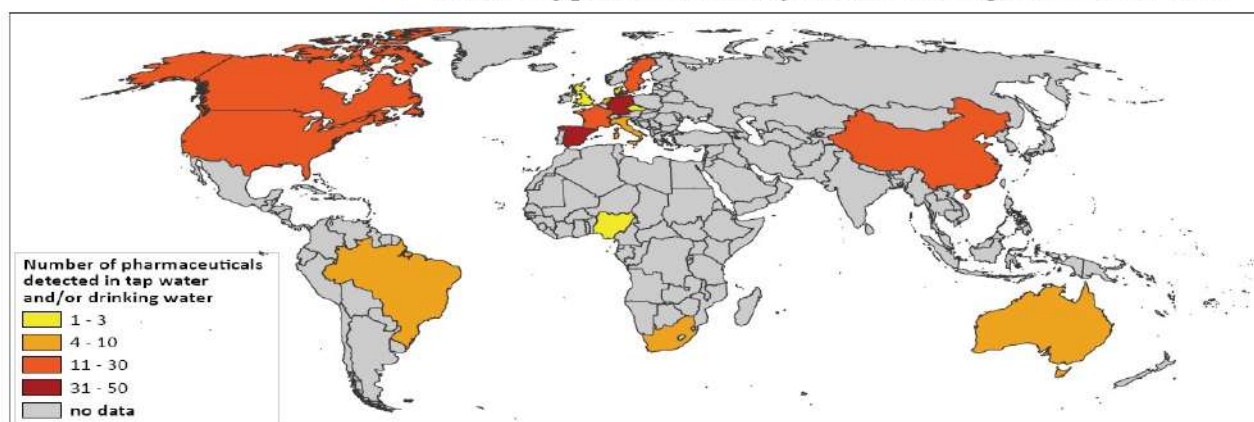 Number of pharmaceuticals
detected in tap water
and/or drinking water
1 - 3
4 - 10
11 - 30
31 - 50
no data